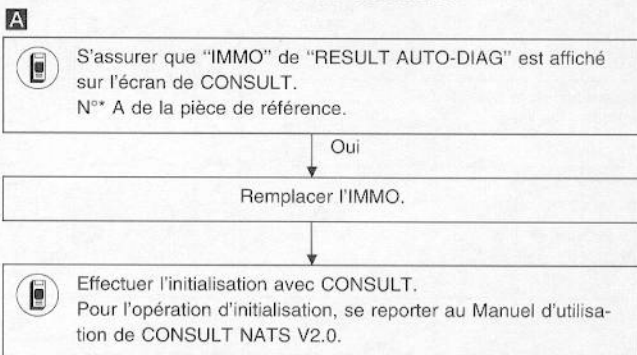 A
S'assurer que “IMMO” de “RESULT AUTO-DIAG” est affiché
sur l'écran de CONSULT.
N°* A de la pièce de référence.
Oui
Remplacer l'IMMO.
Effectuer l'initialisation avec CONSULT.
Pour l'opération d'initialisation, se reporter au Manuel d'utilisa-
tion de CONSULT NATS V2.0.